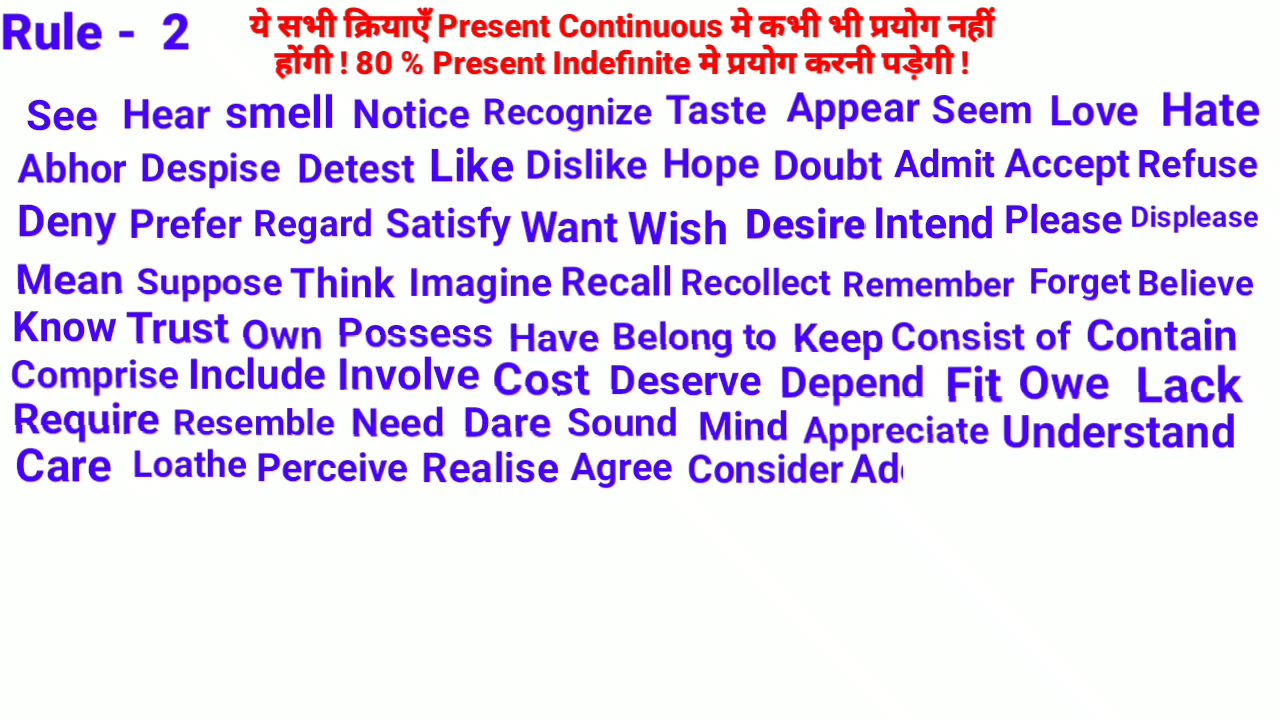 Rule - 2
ये सभी क्रियाएँ Present Continuous मे कभी भी प्रयोग नहीं
होंगी ! 80 % Present Indefinite मे प्रयोग करनी पड़ेगी !
See Hear smell Notice Recognize Taste Appear Seem Love Hate
Abhor Despise Detest Like Dislike Hope Doubt Admit Accept Refuse
Deny Prefer Regard Satisfy Want Wish Desire Intend Please Displease
Mean Suppose Think Imagine Recall Recollect Remember Forget Believe
Know Trust Own Possess Have Belong to Keep Consist of Contain
Comprise Include Involve Cost Deserve Depend Fit Owe Lack
Require Resemble Need Dare Sound Mind Appreciate Understand
Care Loathe Perceive Realise Agree Consider